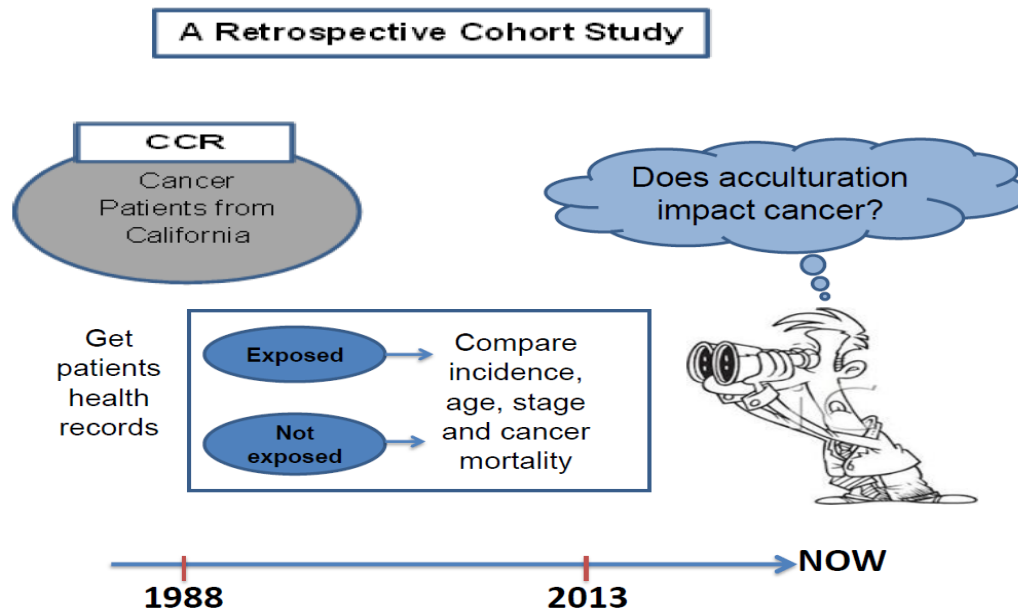 A Retrospective Cohort Study
CCR
Cancer
Patients from
California
Does acculturation
impact cancer?
Get
patients
health
records
Exposed
Not
exposed
Compare
incidence,
age, stage
and cancer
mortality
NOW
1988
2013